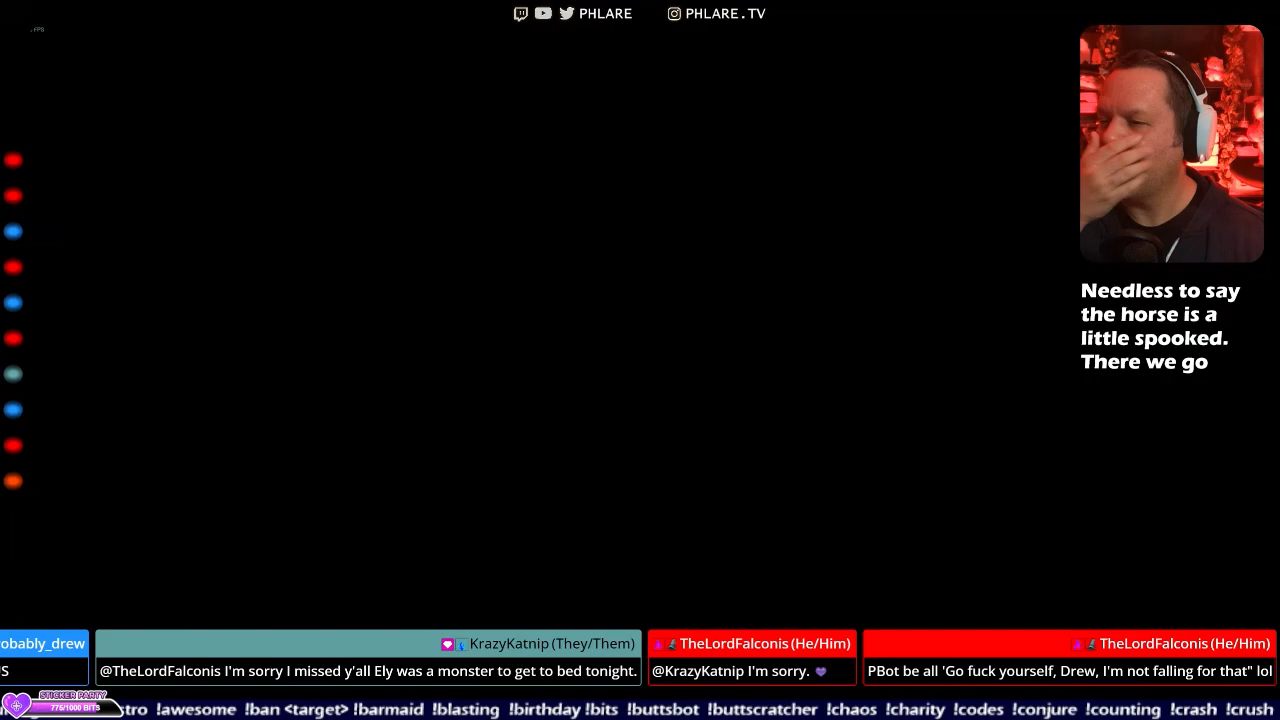 PHLARE PHLARE.TV
.FPS
Needless to say
the horse is a
little spooked.
There we go
obably_drew
KrazyKatnip (They/Them)
TheLordFalconis (He/Him)
TheLordFalconis (He/Him)
@TheLordFalconis I'm sorry I missed y'all Ely was a monster to get to bed tonight.
@KrazyKatnip I'm sorry.
PBot be all 'Go fuck yourself, Drew, I'm not falling for that" lol
STICKER PARTY
775/1000 BITS
tro !awesome !ban <target> !barmaid !blasting !birthday !bits !buttsbot !buttscratcher !chaos !charity !codes !conjure !counting !crash !crush